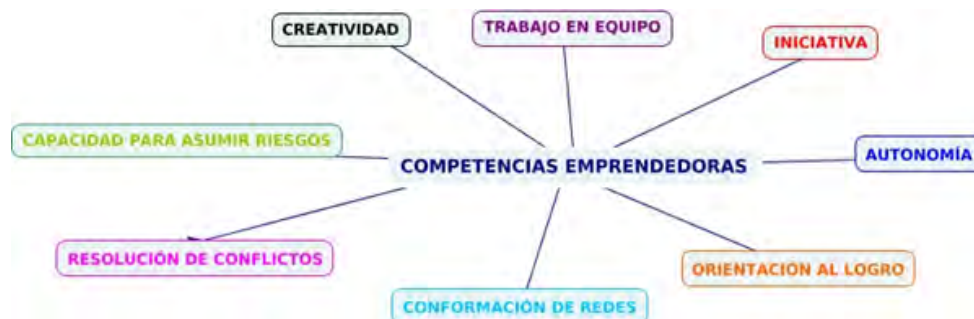 CREATIVIDAD
TRABAJO EN EQUIPO
INICIATIVA
CAPACIDAD PARA ASUMIR RIESGOS
COMPETENCIAS EMPRENDEDORAS
AUTONOMÍA
RESOLUCIÓN DE CONFLICTOS
ORIENTACIÓN AL LOGRO
CONFORMACIÓN DE REDES